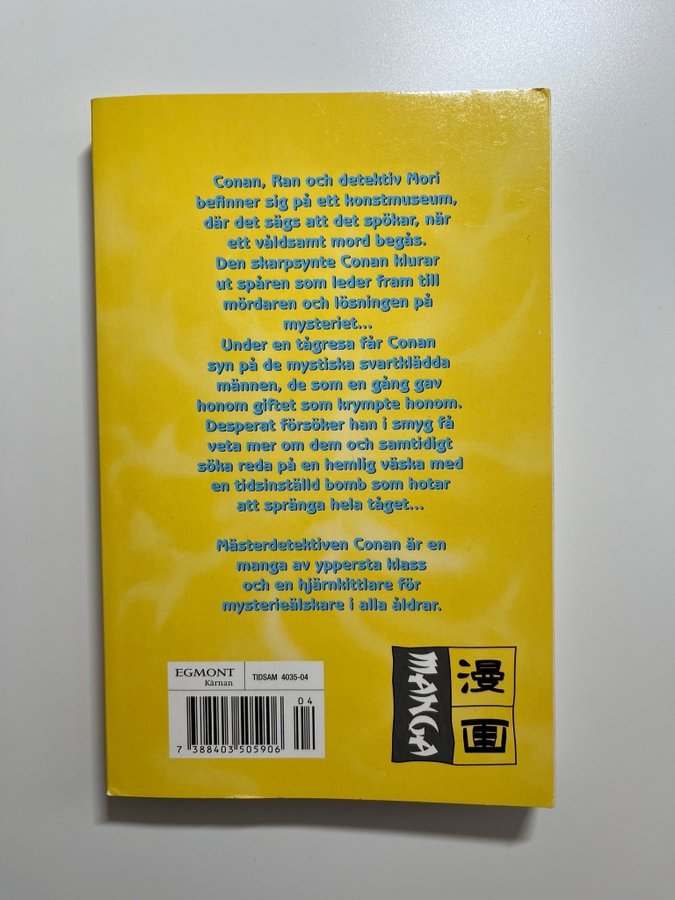 Conan, Ran och detektiv Mori
befinner sig på ett konstmuseum,
där det sägs att det spökar, när
ett våldsamt mord begås.
Den skarpsynte Conan klurar
ut spåren som leder fram till
mördaren och lösningen på
mysteriet...
Under en tågresa får Conan
syn på de mystiska svartklädda
männen, de som en gång gav
honom giftet som krympte honom.
Desperat försöker han i smyg få
veta mer om dem och samtidigt
söka reda på en hemlig väska med
en tidsinställd bomb som hotar
att spränga hela tåget...
Mästerdetektiven Conan är en
manga av yppersta klass
och en hjärnkittlare för
mysterieälskare i alla åldrar.
EGMONT
Kärnan
TIDSAM 4035-04
04
7 388403 505906
MANGA
漫
画